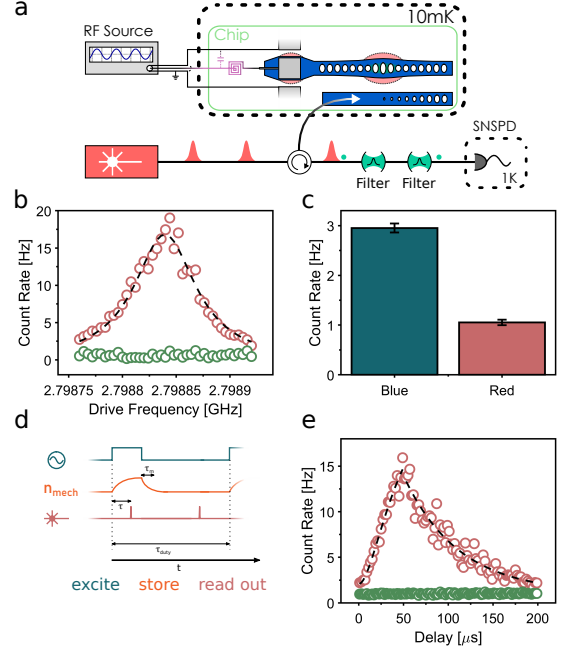 a
10mK
RF Source
Chip
SNSPD
Filter
Filter
1K
b
Count Rate [Hz]
20
15
10
5
0
2.79875
2.7988
2.79885
2.7989
Drive Frequency [GHz]
c
Count Rate [Hz]
3
2
1
0
Blue
Red
d
n_mech
τ_m
τ
τ_duty
t
excite
store
read out
e
Count Rate [Hz]
15
10
5
0
0
50
100
150
200
Delay [μs]